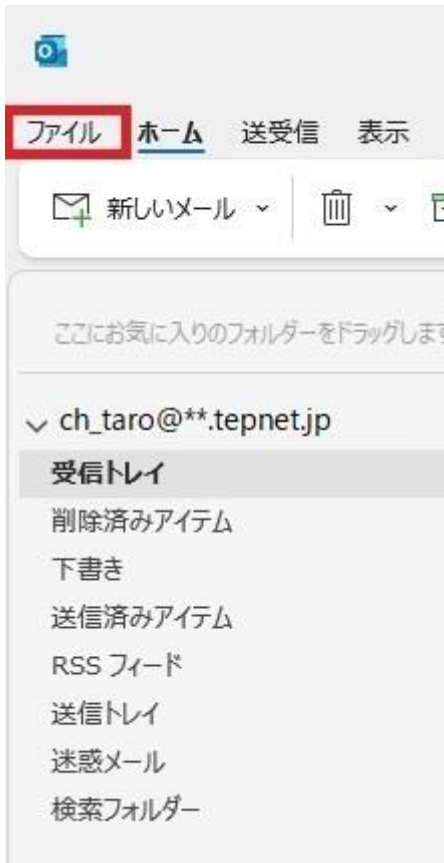 ファイル ホーム 送受信 表示
新しいメール
ここにお気に入りのフォルダーをドラッグします
ch_taro@**.tepnet.jp
受信トレイ
削除済みアイテム
下書き
送信済みアイテム
RSS フィード
送信トレイ
迷惑メール
検索フォルダー